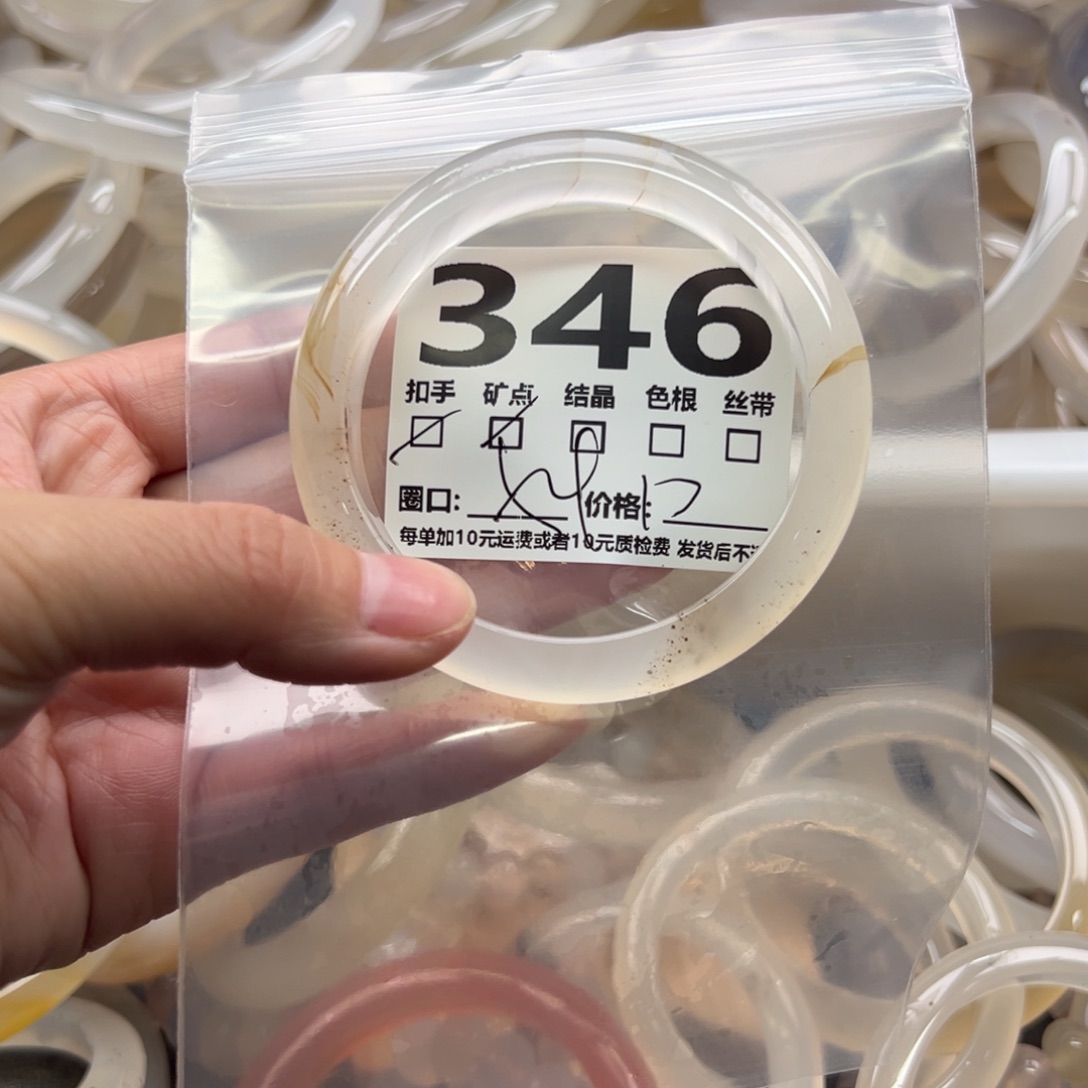 346
扣手 矿点 结晶 色根 丝带
圈口: 价格:
每单加10元运费或者10元质检费 发货后不